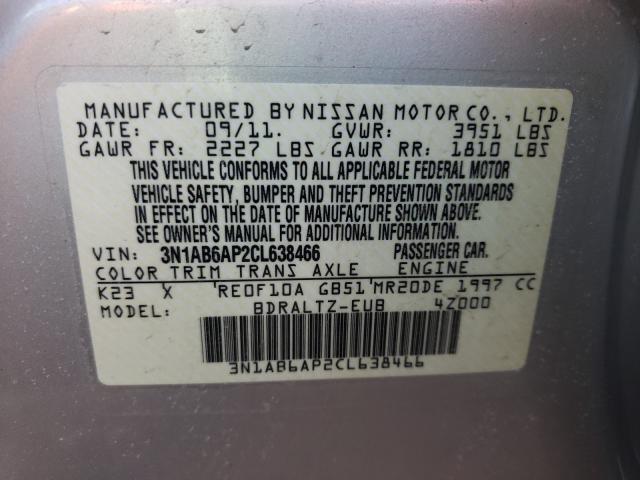 MANUFACTURED BY NISSAN MOTOR CO., LTD.
DATE: 09/11. GVWR: 3951 LBS
GAWR FR: 2227 LBS GAWR RR: 1810 LBS
THIS VEHICLE CONFORMS TO ALL APPLICABLE FEDERAL MOTOR
VEHICLE SAFETY, BUMPER AND THEFT PREVENTION STANDARDS
IN EFFECT ON THE DATE OF MANUFACTURE SHOWN ABOVE.
SEE OWNER'S MANUAL FOR ADDITIONAL INFORMATION
VIN: 3N1AB6AP2CL638466 PASSENGER CAR.
COLOR TRIM TRANS AXLE ENGINE
K23 X 'RE0F10A GB51'MR20DE 1997 CC
MODEL: BDRALTZ-EUB 4Z000
3N1AB6AP2CL638466